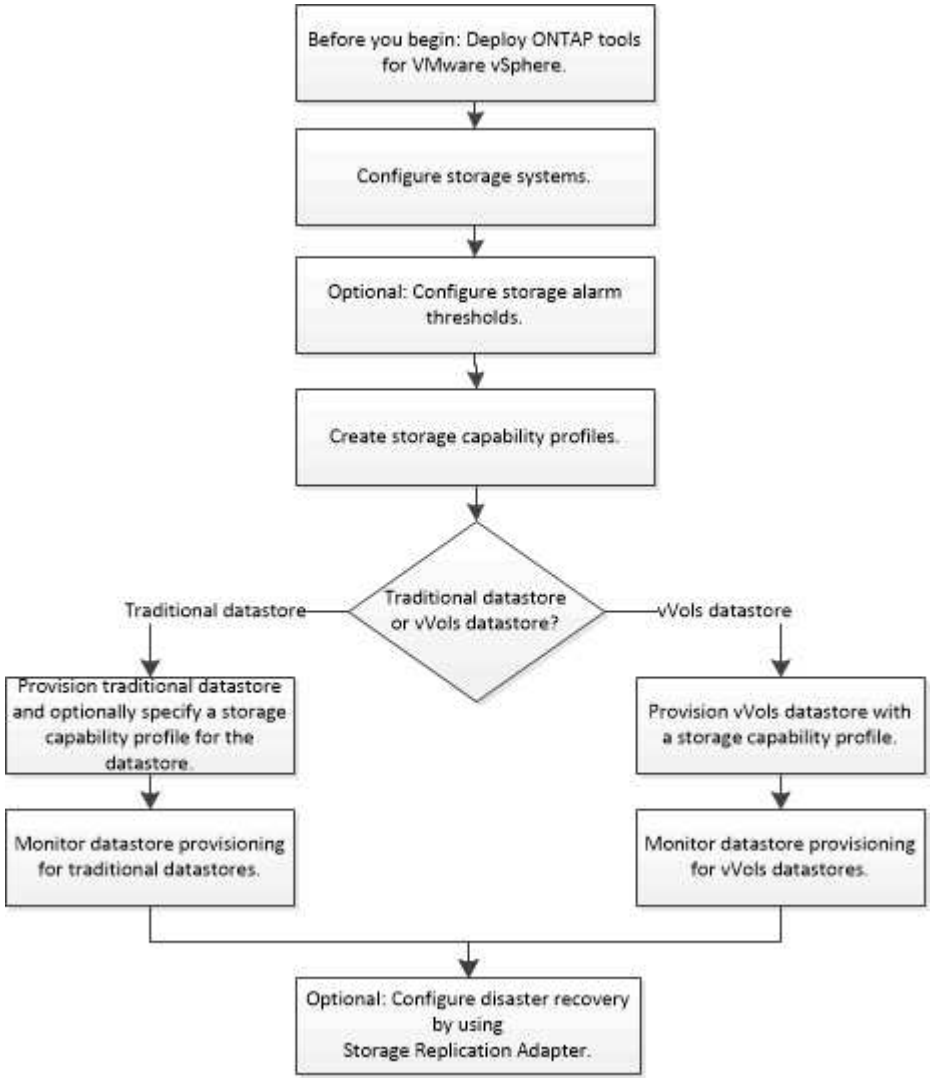 Before you begin: Deploy ONTAP tools
for VMware vSphere.
Configure storage systems.
Optional: Configure storage alarm
thresholds.
Create storage capability profiles.
Traditional datastore
or vVols datastore?
Traditional datastore
vVols datastore
Provision traditional datastore
and optionally specify a storage
capability profile for the
datastore.
Provision vVols datastore with
a storage capability profile.
Monitor datastore provisioning
for traditional datastores.
Monitor datastore provisioning
for vVols datastores.
Optional: Configure disaster recovery
by using
Storage Replication Adapter.